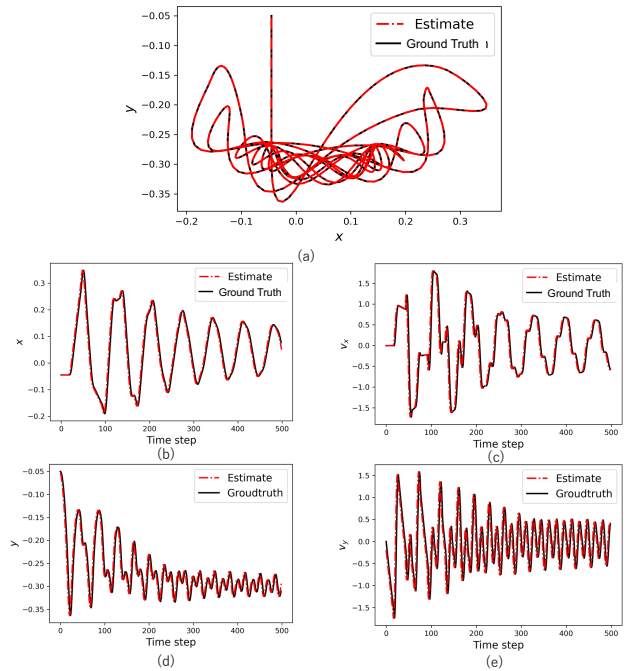 −0.05
−0.10
−0.15
−0.20
−0.25
−0.30
−0.35
y
Estimate
Ground Truth ı
−0.2 −0.1 0.0 0.1 0.2 0.3
x
(a)
0.3
0.2
0.1
0.0
−0.1
−0.2
x
Estimate
Ground Truth
0 100 200 300 400 500
Time step
(b)
1.5
1.0
0.5
0.0
−0.5
−1.0
−1.5
vx
Estimate
Ground Truth
0 100 200 300 400 500
Time step
(c)
−0.05
−0.10
−0.15
−0.20
−0.25
−0.30
−0.35
y
Estimate
Groudtruth
0 100 200 300 400 500
Time step
(d)
1.5
1.0
0.5
0.0
−0.5
−1.0
−1.5
vy
Estimate
Groudtruth
0 100 200 300 400 500
Time step
(e)